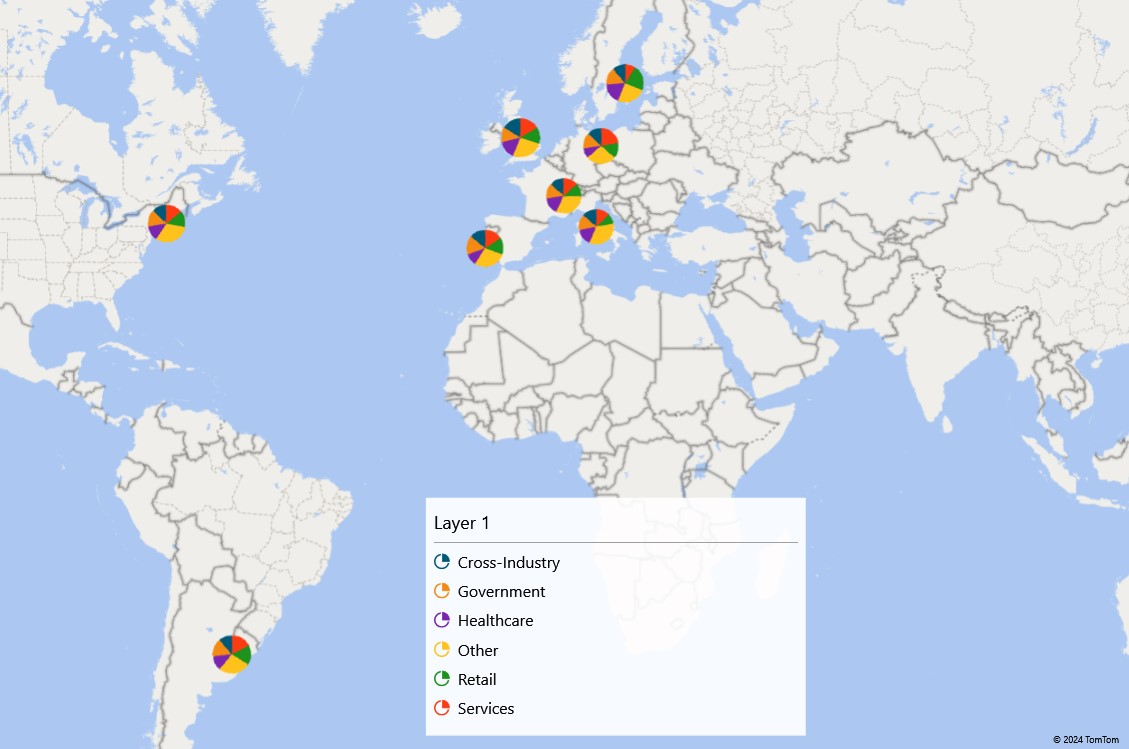 Layer 1
Cross-Industry
Government
Healthcare
Other
Retail
Services
© 2024 TomTom